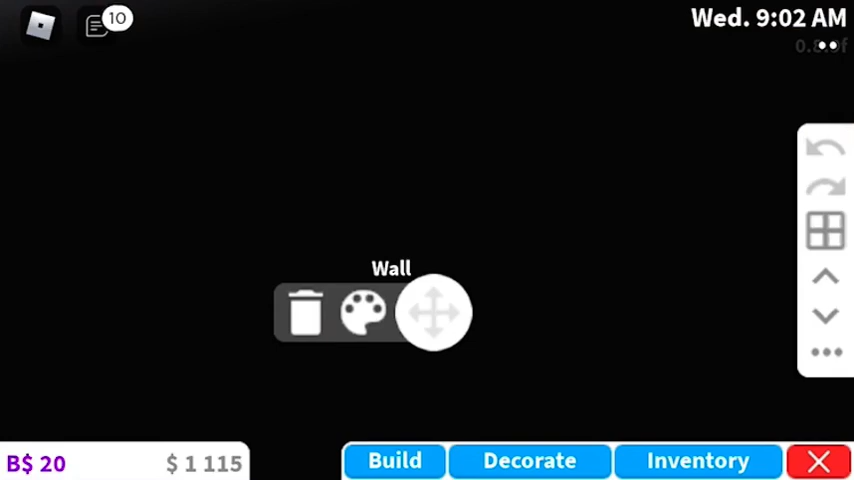 10
Wed. 9:02 AM
Wall
B$ 20
$ 1 115
Build
Decorate
Inventory